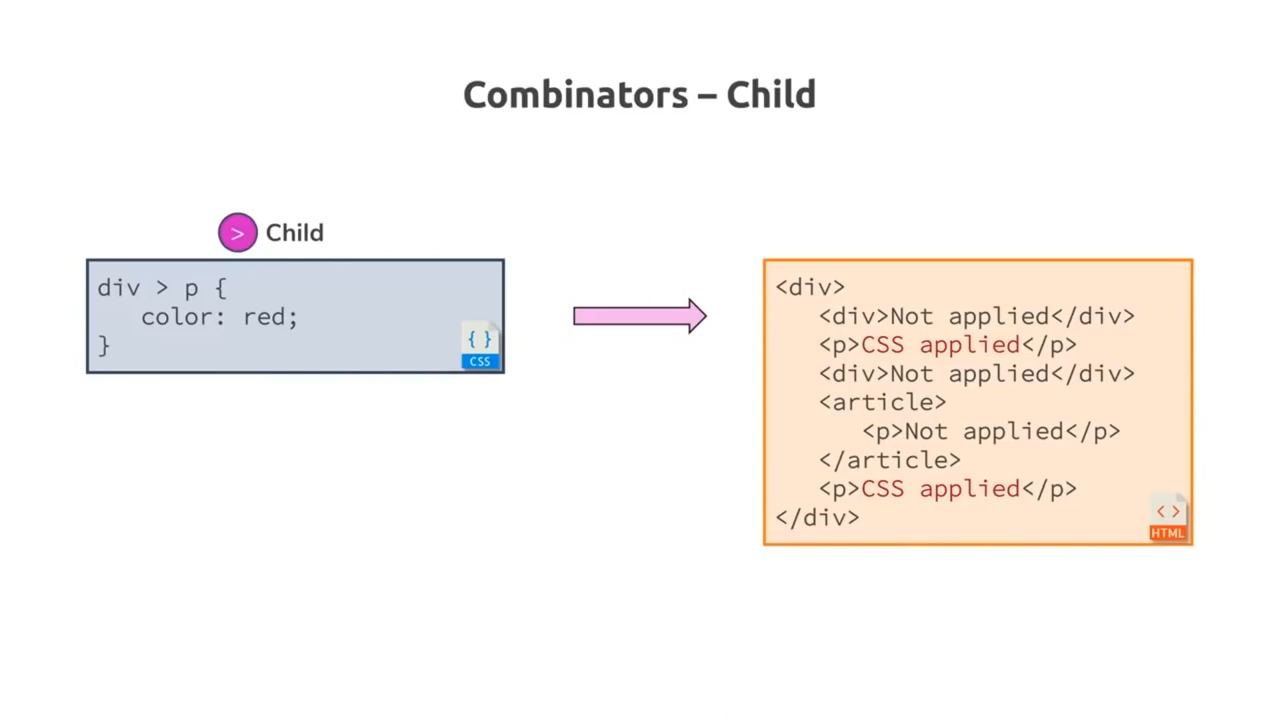 Combinators – Child
> Child
div > p {
color: red;
}
{ }
CSS
<div>
<div>Not applied</div>
<p>CSS applied</p>
<div>Not applied</div>
<article>
<p>Not applied</p>
</article>
<p>CSS applied</p>
</div>
< >
HTML